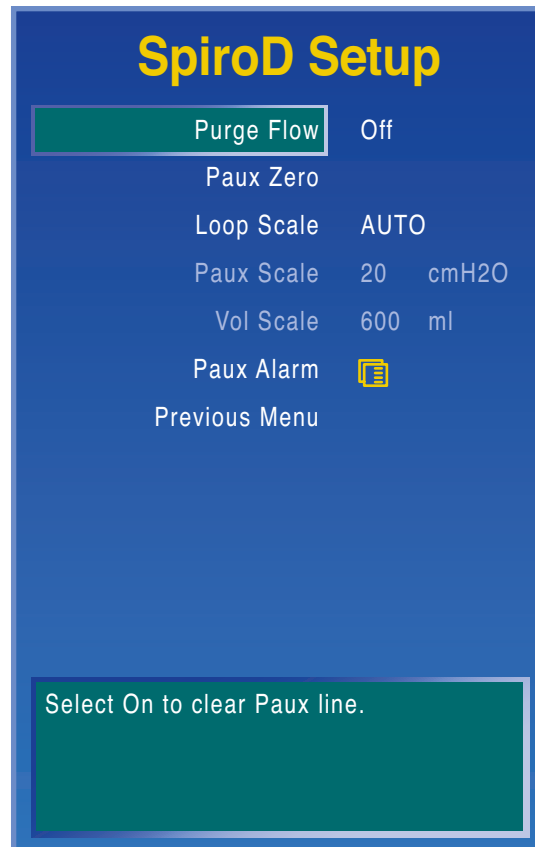 SpiroD Setup
Purge Flow Off
Paux Zero
Loop Scale AUTO
Paux Scale 20 cmH2O
Vol Scale 600 ml
Paux Alarm
Previous Menu
Select On to clear Paux line.